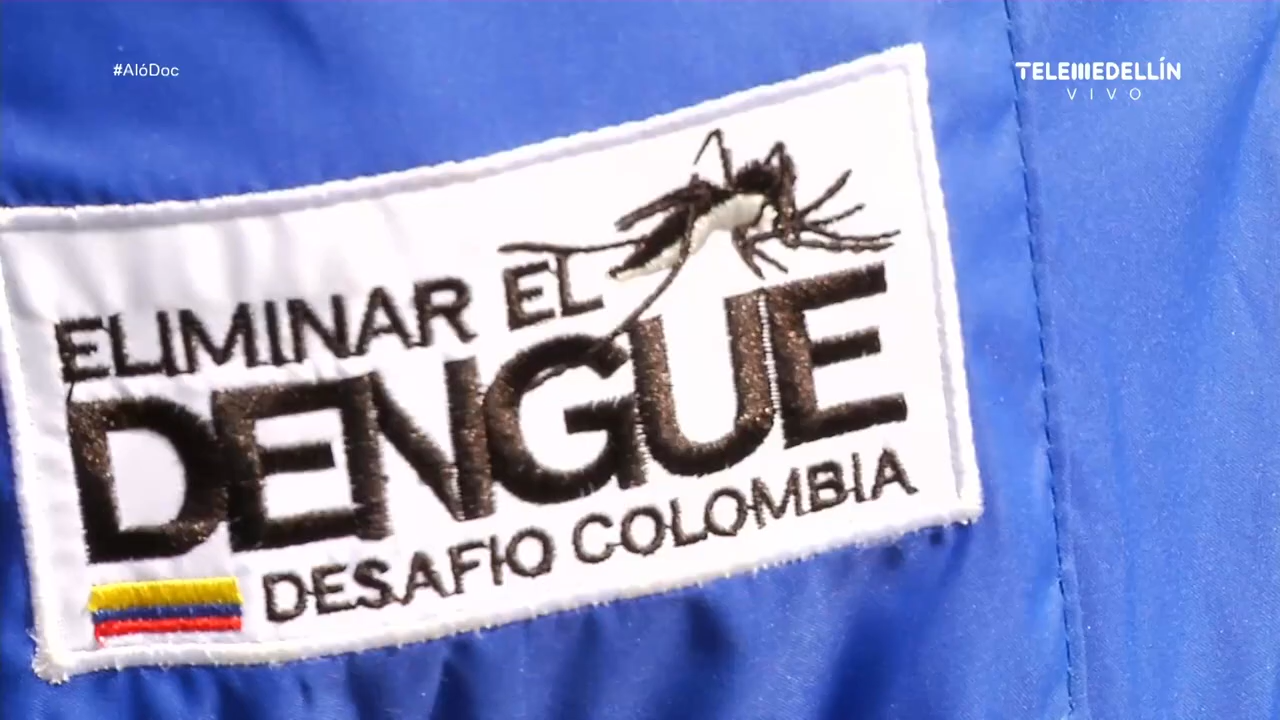 #AlóDoc
TELEMEDELLÍN
VIVO
ELIMINAR EL
DENGUE
DESAFIO COLOMBIA